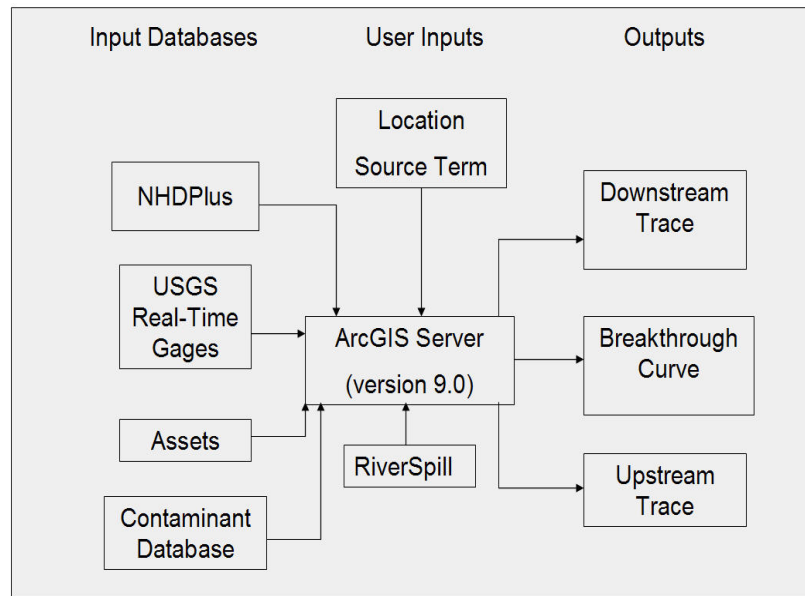 Input Databases
User Inputs
Outputs
Location
Source Term
NHDPlus
Downstream
Trace
USGS
Real-Time
Gages
ArcGIS Server
(version 9.0)
Breakthrough
Curve
Assets
RiverSpill
Upstream
Trace
Contaminant
Database